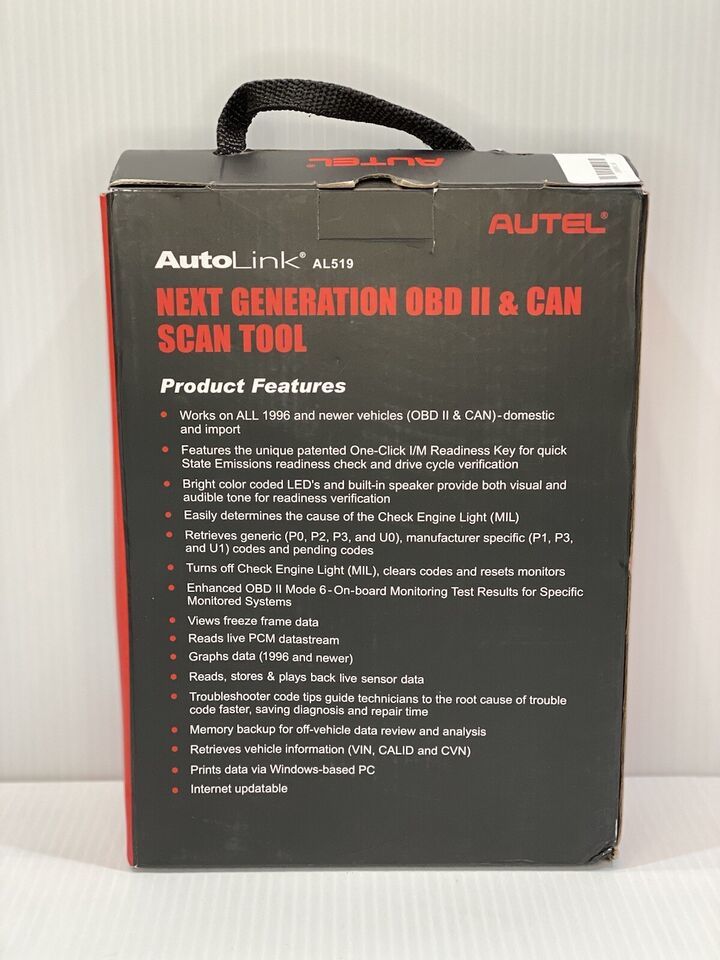 AUTEL®
AUTEL®
AutoLink® AL519
NEXT GENERATION OBD II & CAN
SCAN TOOL
Product Features
• Works on ALL 1996 and newer vehicles (OBD II & CAN)-domestic
and import
• Features the unique patented One-Click I/M Readiness Key for quick
State Emissions readiness check and drive cycle verification
• Bright color coded LED's and built-in speaker provide both visual and
audible tone for readiness verification
• Easily determines the cause of the Check Engine Light (MIL)
• Retrieves generic (P0, P2, P3, and U0), manufacturer specific (P1, P3,
and U1) codes and pending codes
• Turns off Check Engine Light (MIL), clears codes and resets monitors
• Enhanced OBD II Mode 6-On-board Monitoring Test Results for Specific
Monitored Systems
• Views freeze frame data
• Reads live PCM datastream
• Graphs data (1996 and newer)
• Reads, stores & plays back live sensor data
• Troubleshooter code tips guide technicians to the root cause of trouble
code faster, saving diagnosis and repair time
• Memory backup for off-vehicle data review and analysis
• Retrieves vehicle information (VIN, CALID and CVN)
• Prints data via Windows-based PC
• Internet updatable